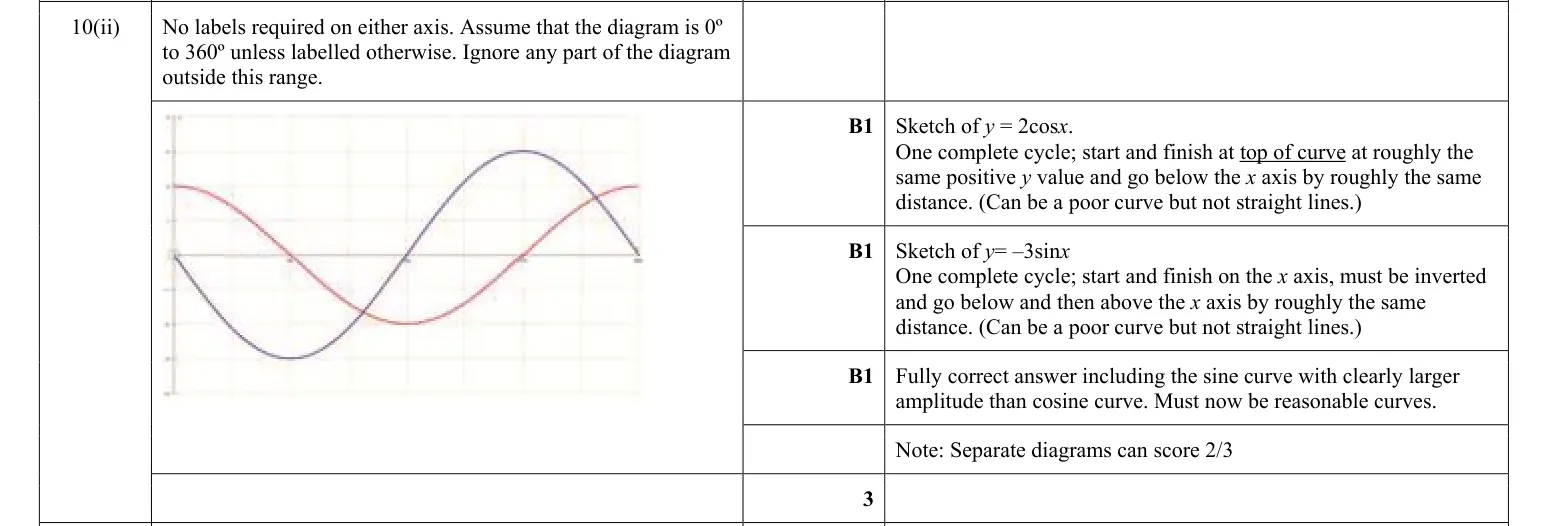 10(ii)
No labels required on either axis. Assume that the diagram is 0º
to 360º unless labelled otherwise. Ignore any part of the diagram
outside this range.
B1
Sketch of y = 2cosx.
One complete cycle; start and finish at top of curve at roughly the
same positive y value and go below the x axis by roughly the same
distance. (Can be a poor curve but not straight lines.)
B1
Sketch of y= –3sinx
One complete cycle; start and finish on the x axis, must be inverted
and go below and then above the x axis by roughly the same
distance. (Can be a poor curve but not straight lines.)
B1
Fully correct answer including the sine curve with clearly larger
amplitude than cosine curve. Must now be reasonable curves.
Note: Separate diagrams can score 2/3
3